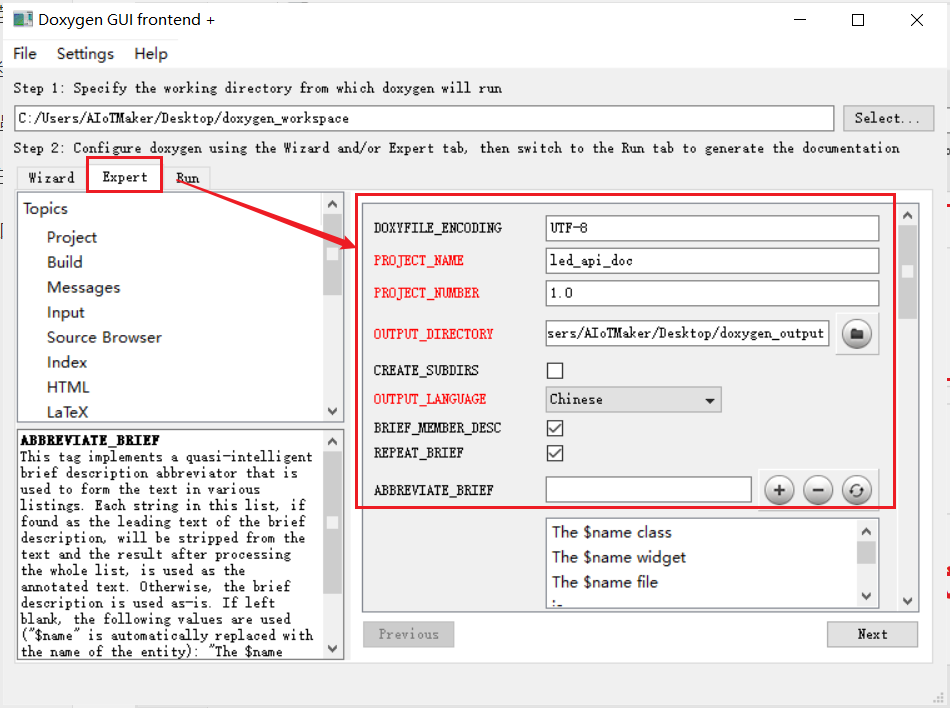 Doxygen GUI frontend +
File Settings Help
Step 1: Specify the working directory from which doxygen will run
C:/Users/AIoTMaker/Desktop/doxygen_workspace
Select...
Step 2: Configure doxygen using the Wizard and/or Expert tab, then switch to the Run tab to generate the documentation
Wizard Expert Run
Topics
Project
Build
Messages
Input
Source Browser
Index
HTML
LaTeX
ABBREVIATE_BRIEF
This tag implements a quasi-intelligent
brief description abbreviator that is
used to form the text in various
listings. Each string in this list, if
found as the leading text of the brief
description, will be stripped from the
text and the result after processing
the whole list, is used as the
annotated text. Otherwise, the brief
description is used as-is. If left
blank, the following values are used
("$name" is automatically replaced with
the name of the entity): "The $name
DOXYFILE_ENCODING UTF-8
PROJECT_NAME led_api_doc
PROJECT_NUMBER 1.0
OUTPUT_DIRECTORY sers/AIoTMaker/Desktop/doxygen_output
CREATE_SUBDIRS
OUTPUT_LANGUAGE Chinese
BRIEF_MEMBER_DESC
REPEAT_BRIEF
ABBREVIATE_BRIEF
The $name class
The $name widget
The $name file
Previous
Next